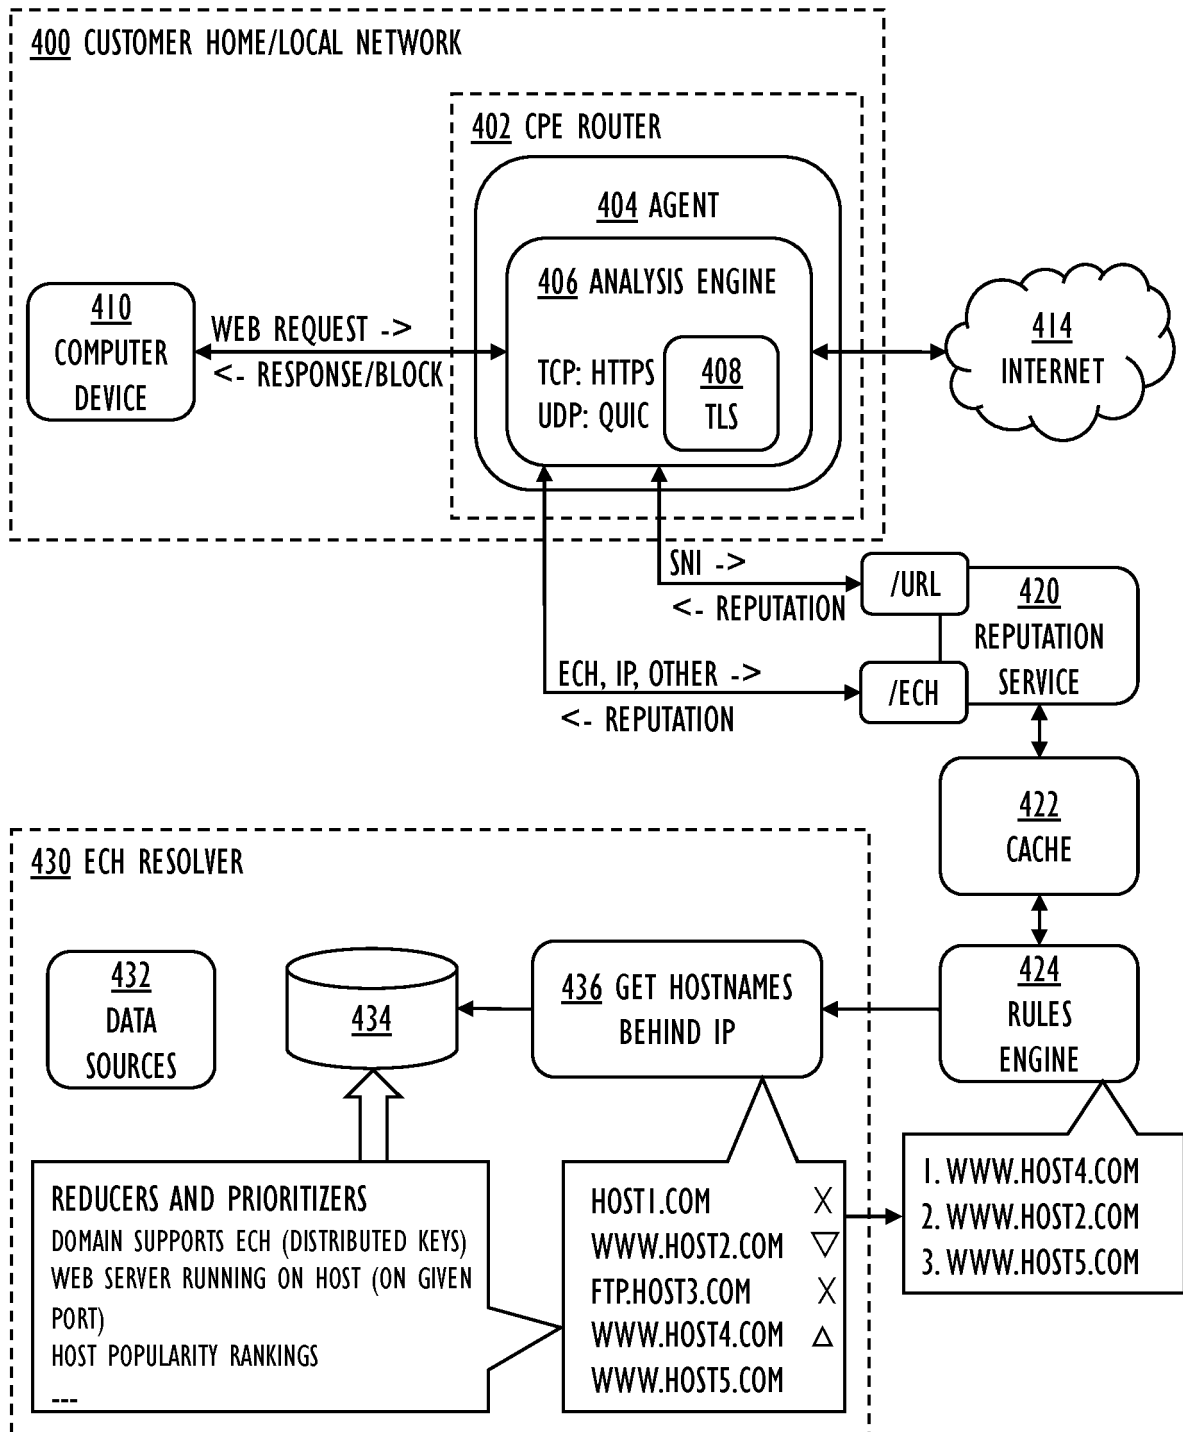 400 CUSTOMER HOME/LOCAL NETWORK
402 CPE ROUTER
404 AGENT
406 ANALYSIS ENGINE
TCP: HTTPS
UDP: QUIC
408
TLS
410
COMPUTER
DEVICE
WEB REQUEST ->
<- RESPONSE/BLOCK
414
INTERNET
SNI ->
<- REPUTATION
/URL
420
REPUTATION
SERVICE
ECH, IP, OTHER ->
<- REPUTATION
/ECH
422
CACHE
430 ECH RESOLVER
432
DATA
SOURCES
434
436 GET HOSTNAMES
BEHIND IP
424
RULES
ENGINE
REDUCERS AND PRIORITIZERS
DOMAIN SUPPORTS ECH (DISTRIBUTED KEYS)
WEB SERVER RUNNING ON HOST (ON GIVEN
PORT)
HOST POPULARITY RANKINGS
---
HOST1.COM X
WWW.HOST2.COM ▽
FTP.HOST3.COM X
WWW.HOST4.COM △
WWW.HOST5.COM
1. WWW.HOST4.COM
2. WWW.HOST2.COM
3. WWW.HOST5.COM